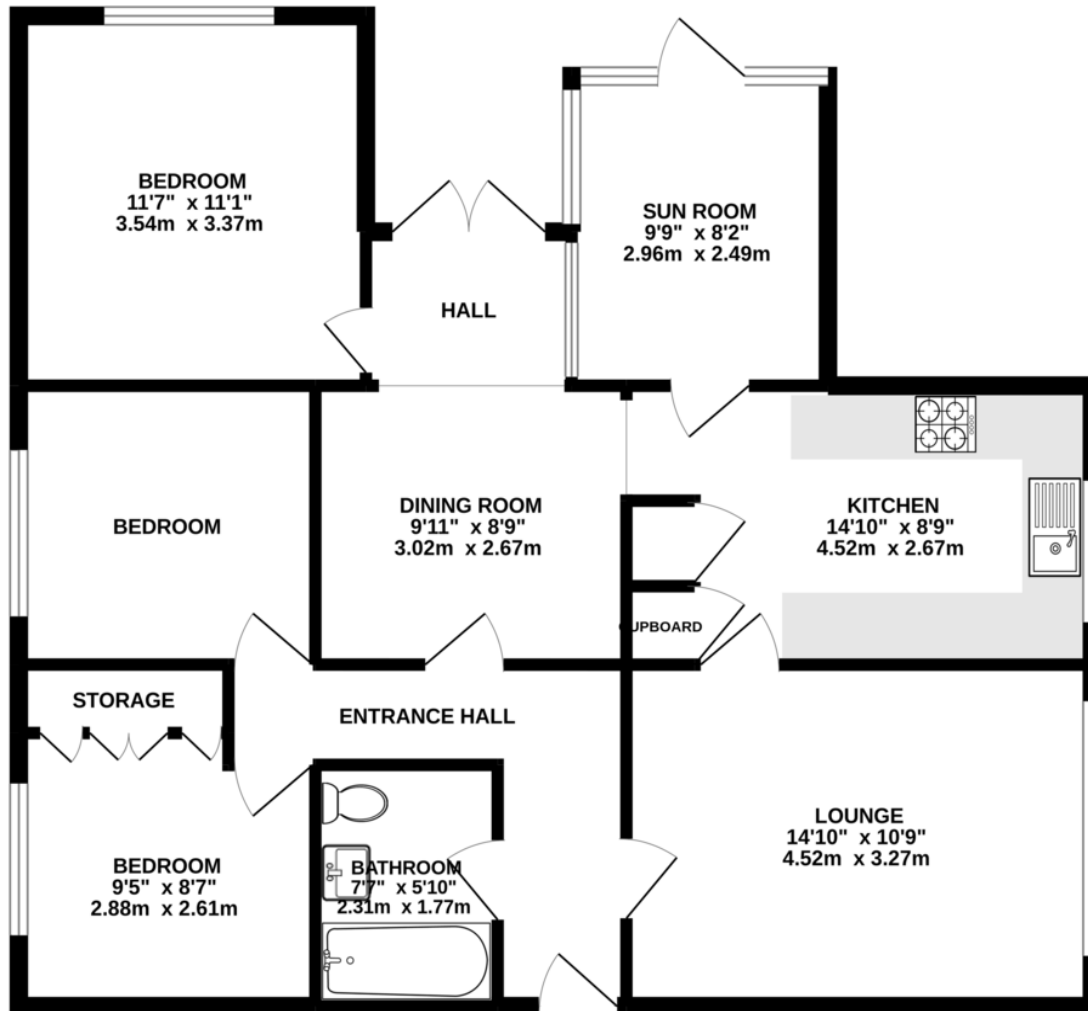 BEDROOM
11'7" x 11'1"
3.54m x 3.37m
SUN ROOM
9'9" x 8'2"
2.96m x 2.49m
HALL
BEDROOM
DINING ROOM
9'11" x 8'9"
3.02m x 2.67m
KITCHEN
14'10" x 8'9"
4.52m x 2.67m
CUPBOARD
STORAGE
ENTRANCE HALL
BEDROOM
9'5" x 8'7"
2.88m x 2.61m
BATHROOM
7'7" x 5'10"
2.31m x 1.77m
LOUNGE
14'10" x 10'9"
4.52m x 3.27m